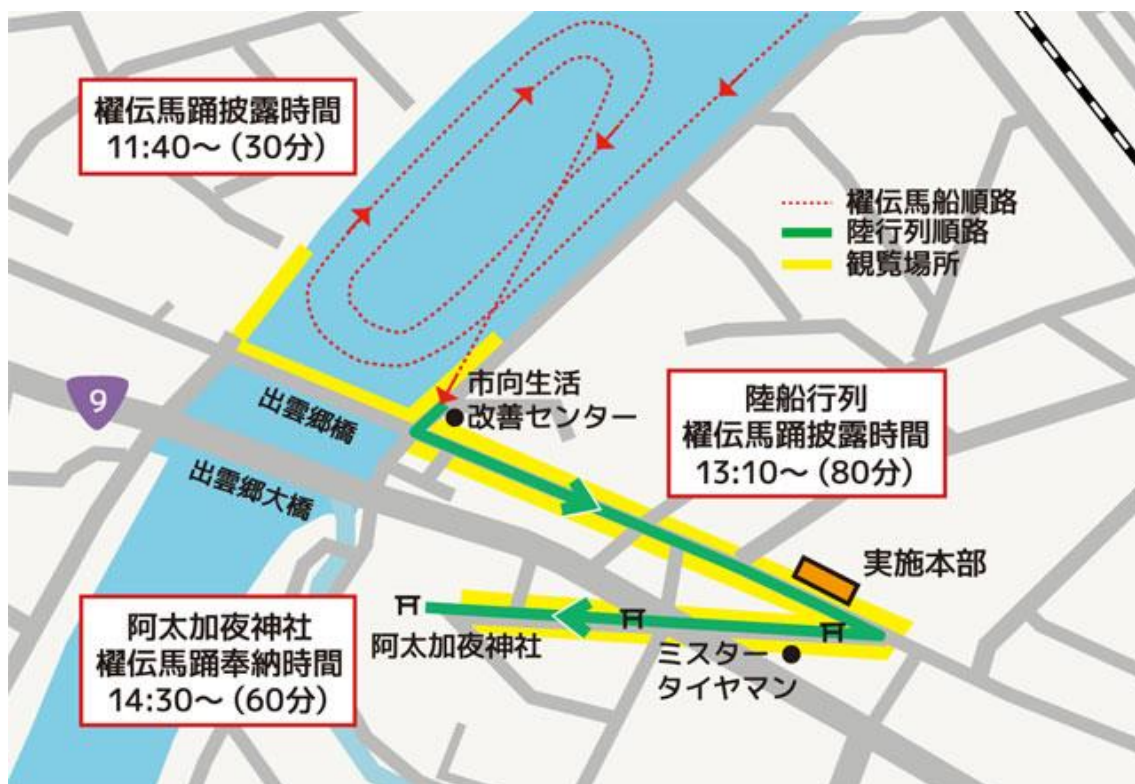 櫂伝馬踊披露時間
11:40～（30分）
櫂伝馬船順路
陸行列順路
観覧場所
9
出雲郷橋
出雲郷大橋
市向生活
改善センター
陸船行列
櫂伝馬踊披露時間
13:10～（80分）
実施本部
阿太加夜神社
ミスター
タイヤマン
阿太加夜神社
櫂伝馬踊奉納時間
14:30～（60分）